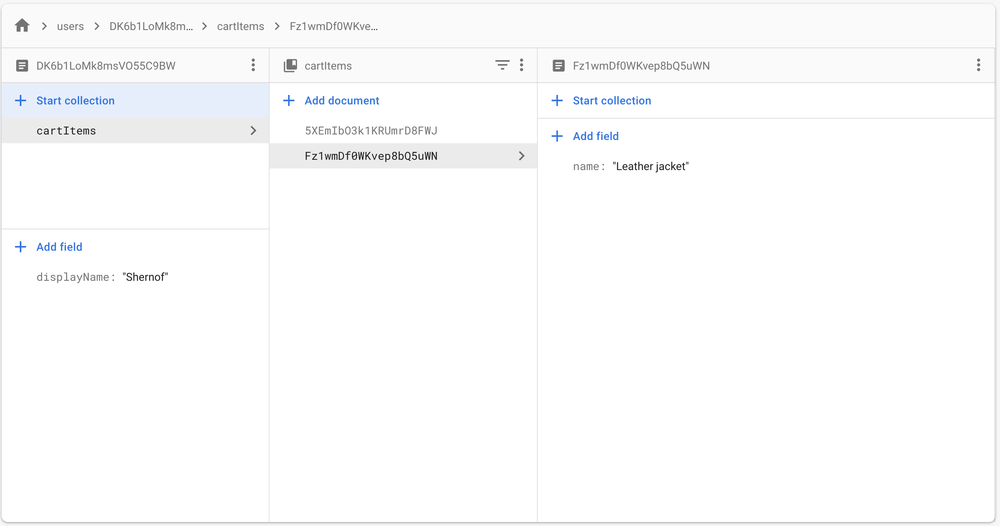 users DK6b1LoMk8m... cartItems Fz1wmDf0WKve...
DK6b1LoMk8msVO55C9BW
Start collection
cartItems
Add field
displayName: "Shernof"
cartItems
Add document
5XEmIbO3k1KRUmrD8FWJ
Fz1wmDf0WKvep8bQ5uWN
Fz1wmDf0WKvep8bQ5uWN
Start collection
Add field
name: "Leather jacket"